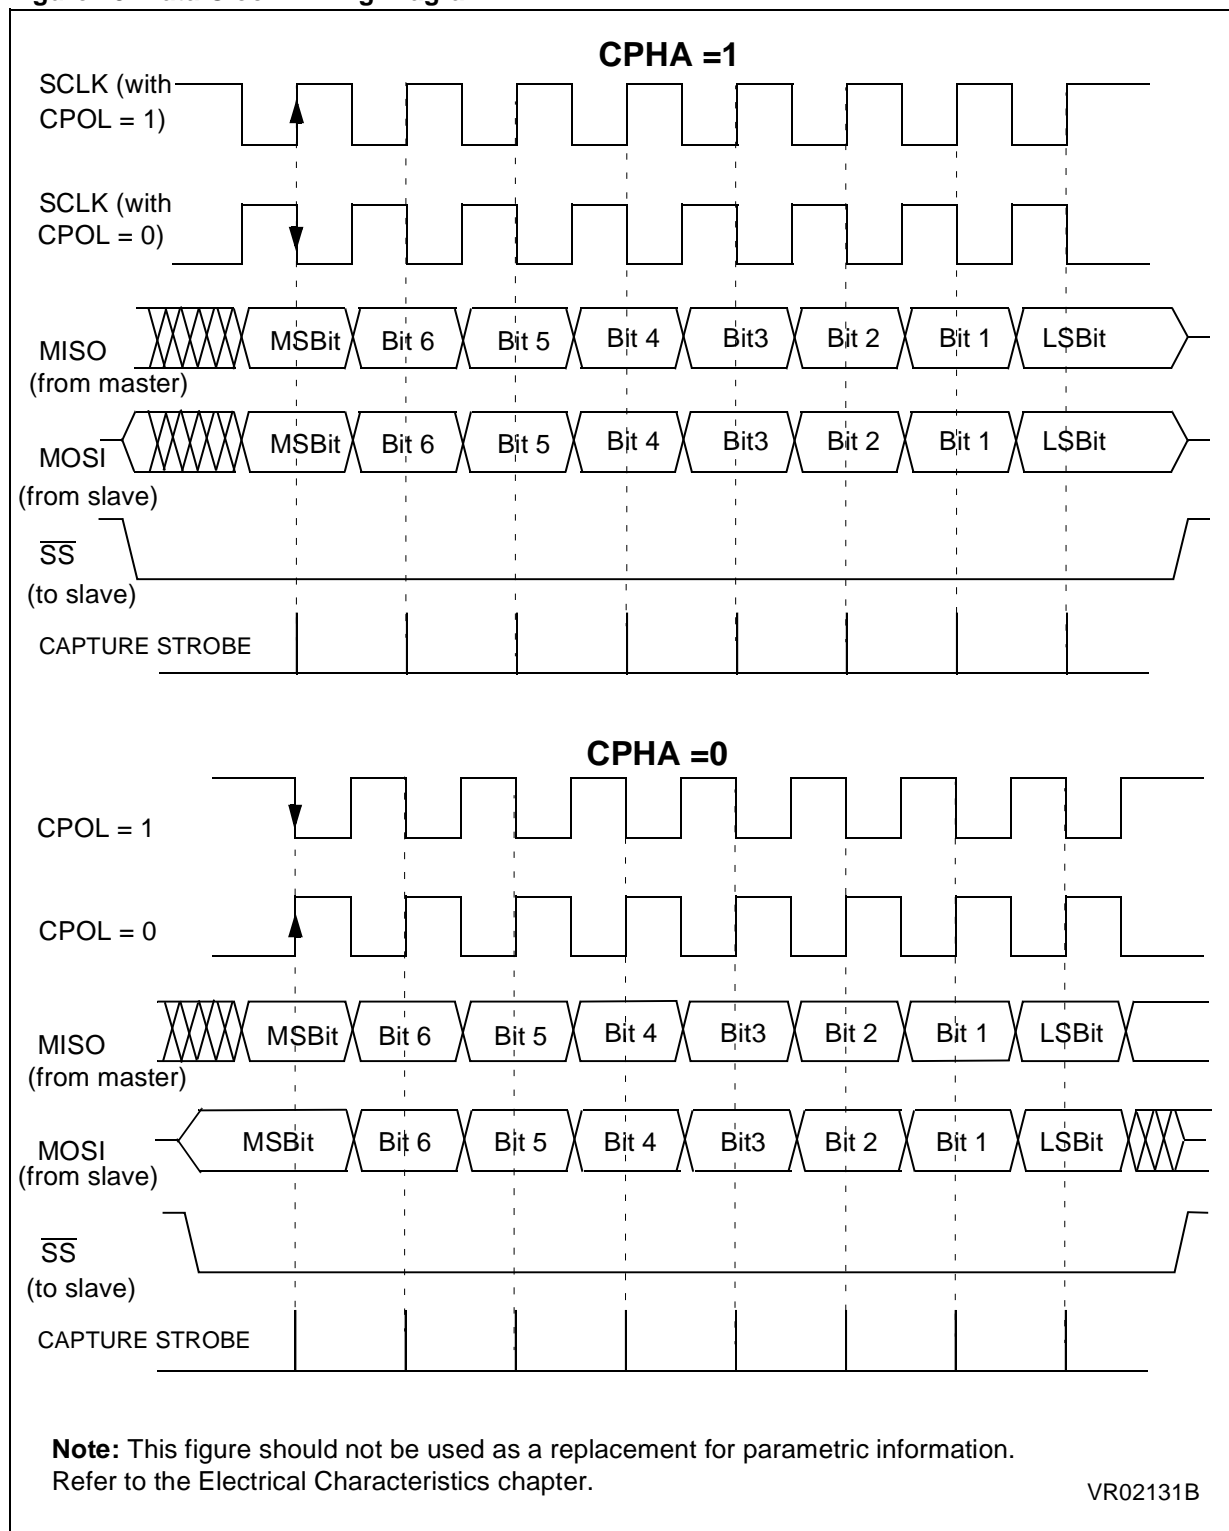 CPHA =1
SCLK (with
CPOL = 1)
SCLK (with
CPOL = 0)
MSBit Bit 6 Bit 5 Bit 4 Bit3 Bit 2 Bit 1 LSBit
MISO
(from master)
MSBit Bit 6 Bit 5 Bit 4 Bit3 Bit 2 Bit 1 LSBit
MOSI
(from slave)
SS
(to slave)
CAPTURE STROBE
CPHA =0
CPOL = 1
CPOL = 0
MSBit Bit 6 Bit 5 Bit 4 Bit3 Bit 2 Bit 1 LSBit
MISO
(from master)
MSBit Bit 6 Bit 5 Bit 4 Bit3 Bit 2 Bit 1 LSBit
MOSI
(from slave)
SS
(to slave)
CAPTURE STROBE
Note: This figure should not be used as a replacement for parametric information.
Refer to the Electrical Characteristics chapter.
VR02131B